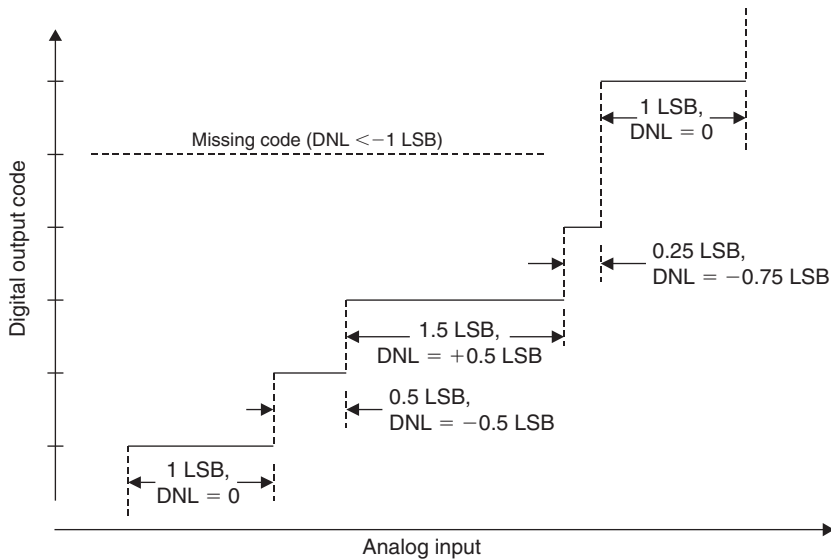 1 LSB,
DNL = 0
Missing code (DNL <−1 LSB)
0.25 LSB,
DNL = −0.75 LSB
1.5 LSB,
DNL = +0.5 LSB
0.5 LSB,
DNL = −0.5 LSB
1 LSB,
DNL = 0
Digital output code
Analog input